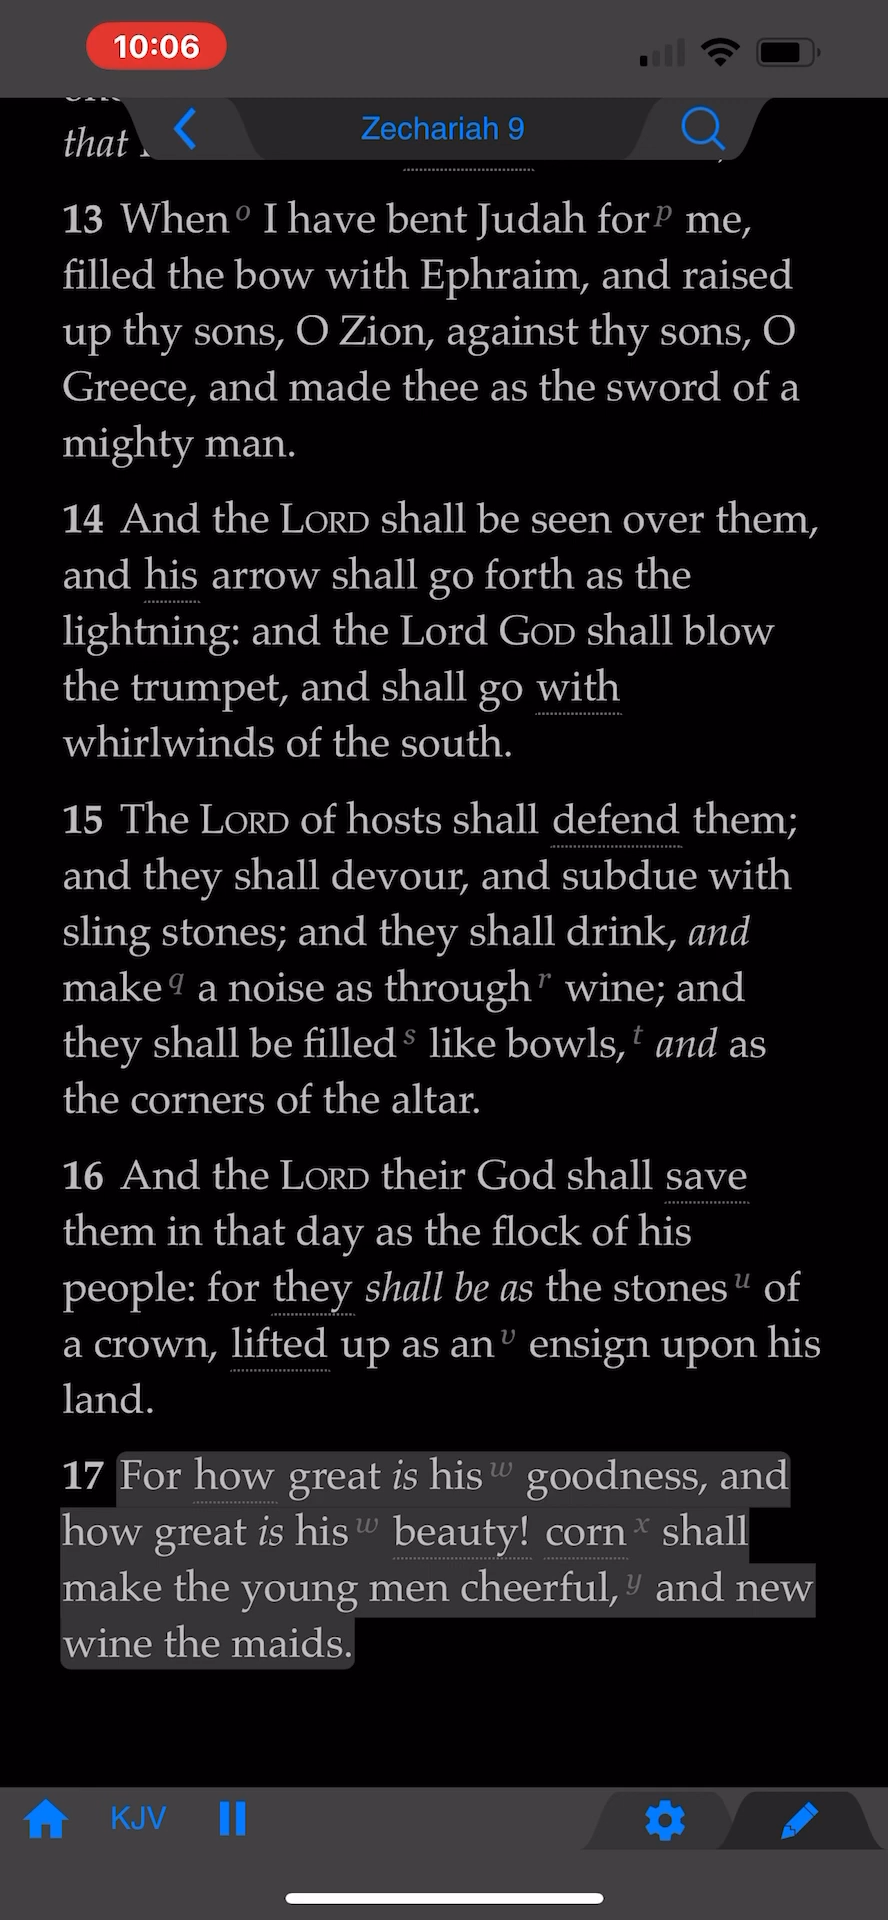 10:06
Zechariah 9
that
13 When o I have bent Judah for p me,
filled the bow with Ephraim, and raised
up thy sons, O Zion, against thy sons, O
Greece, and made thee as the sword of a
mighty man.
14 And the LORD shall be seen over them,
and his arrow shall go forth as the
lightning: and the Lord GOD shall blow
the trumpet, and shall go with
whirlwinds of the south.
15 The LORD of hosts shall defend them;
and they shall devour, and subdue with
sling stones; and they shall drink, and
make q a noise as through r wine; and
they shall be filled s like bowls, t and as
the corners of the altar.
16 And the LORD their God shall save
them in that day as the flock of his
people: for they shall be as the stones u of
a crown, lifted up as an v ensign upon his
land.
17 For how great is his w goodness, and
how great is his w beauty! corn x shall
make the young men cheerful, y and new
wine the maids.
KJV